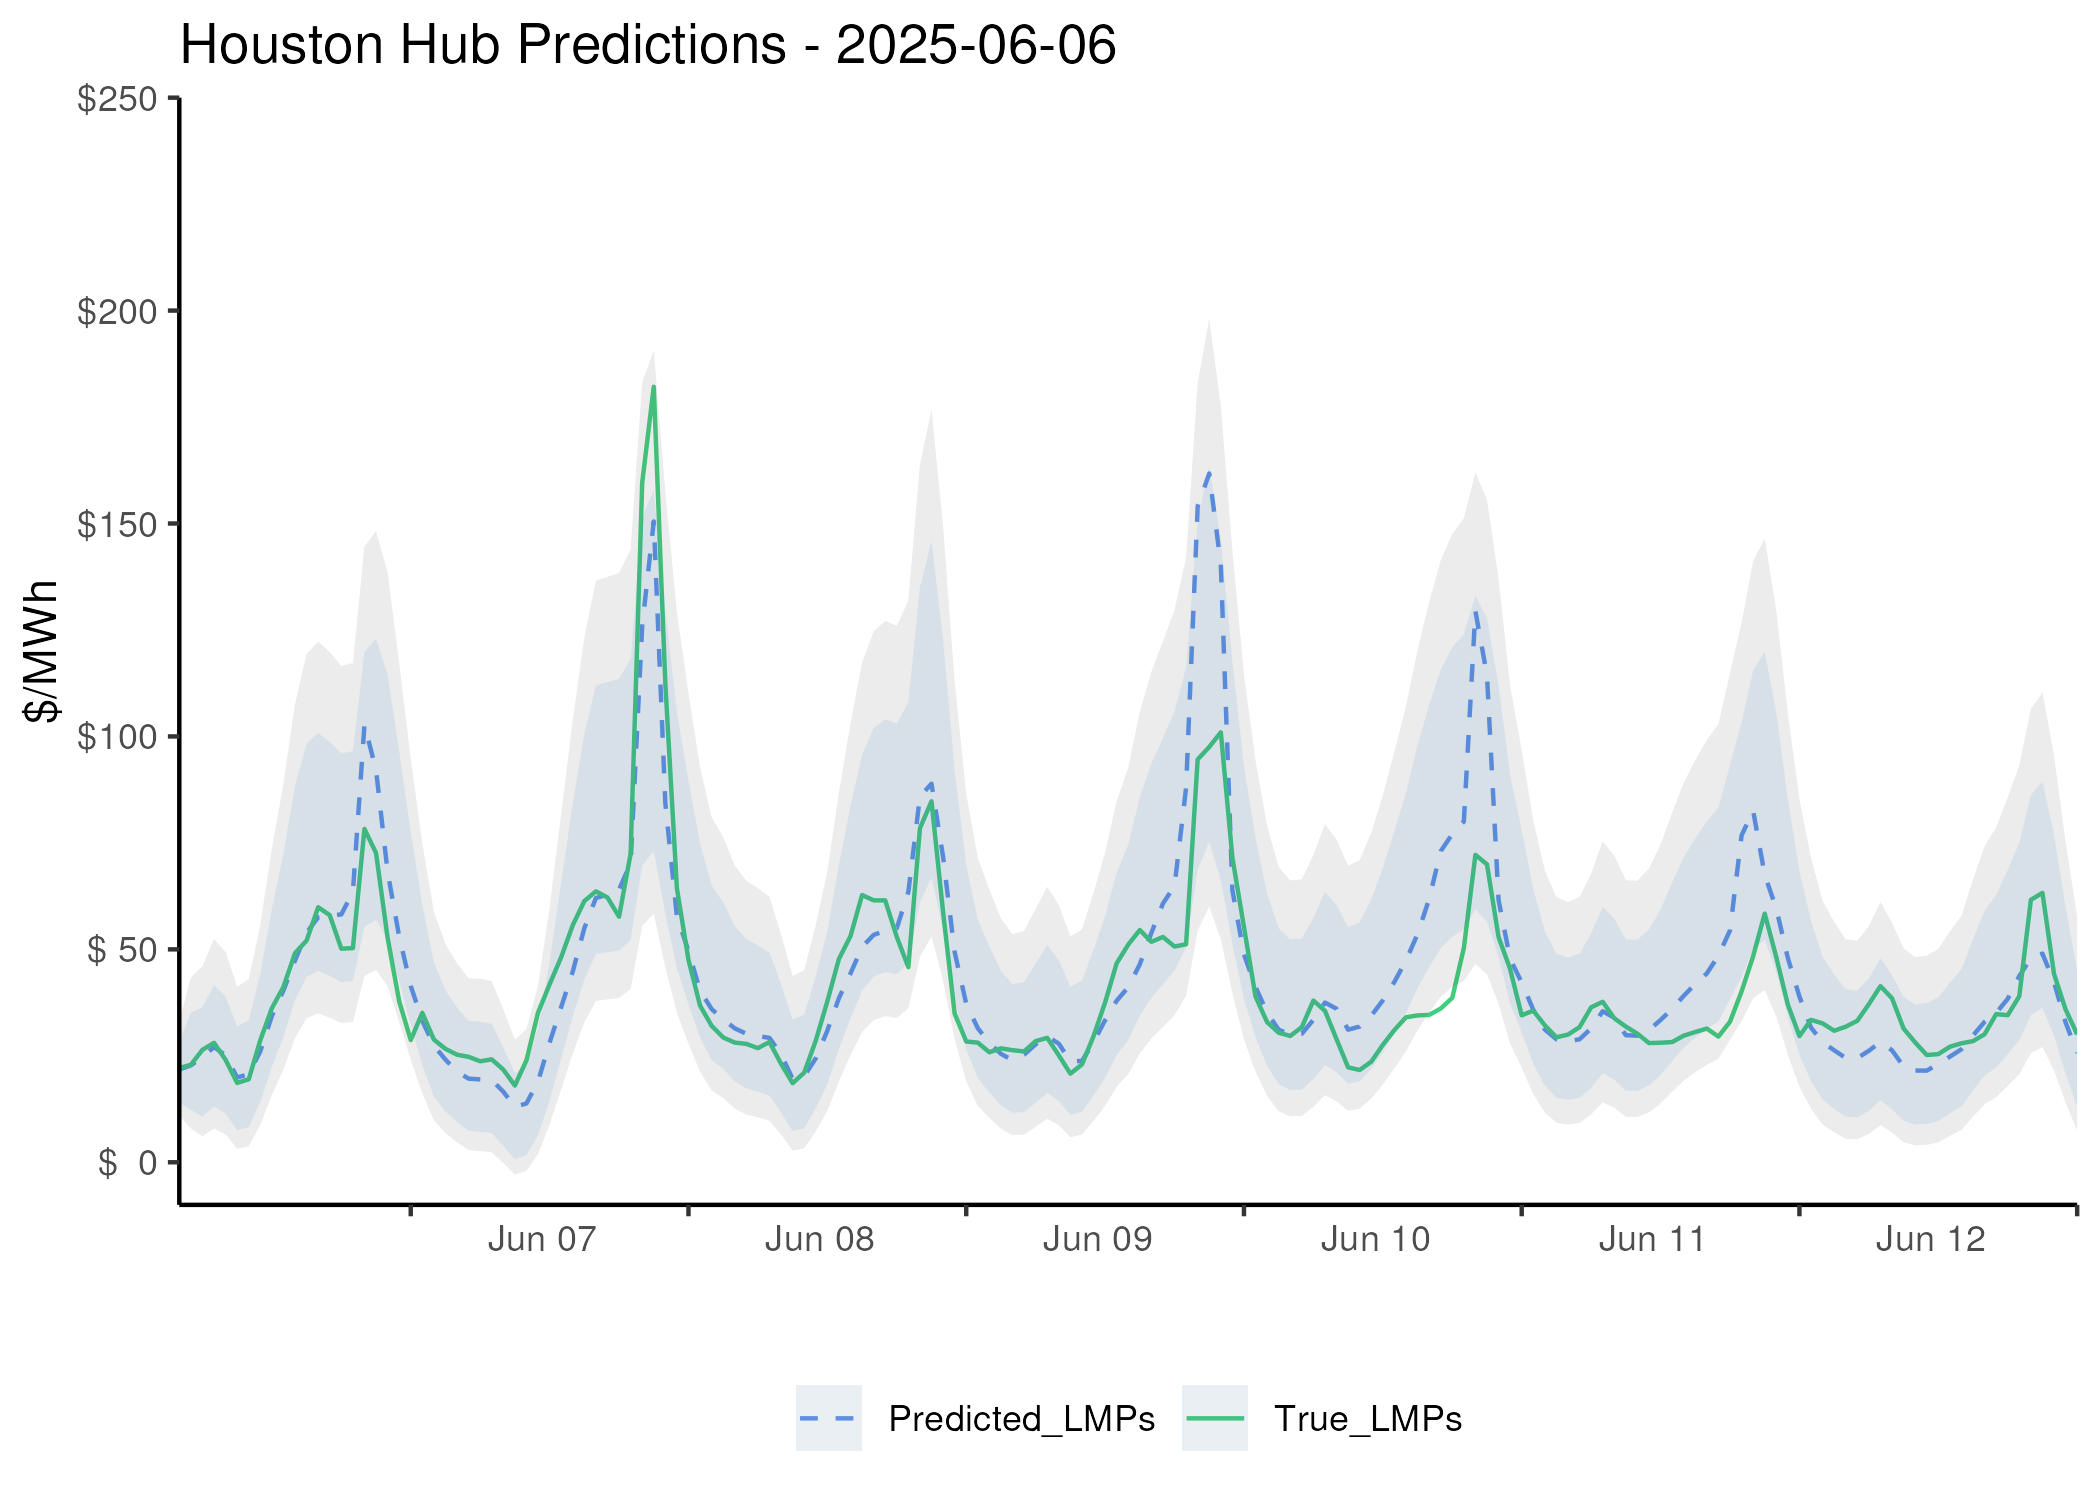 Houston Hub Predictions - 2025-06-06
$250
$200
$150
$100
$ 50
$ 0
$/MWh
Jun 07 Jun 08 Jun 09 Jun 10 Jun 11 Jun 12
Predicted_LMPs True_LMPs